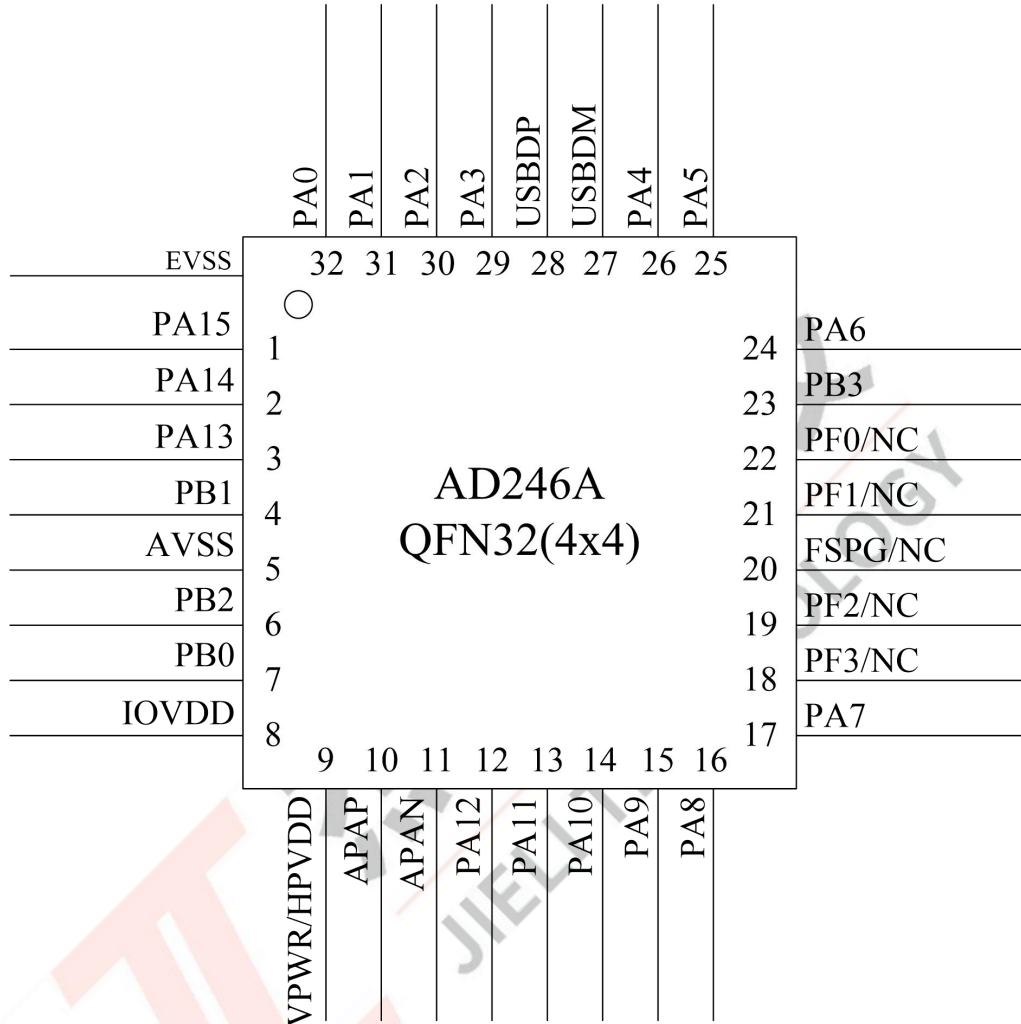 PA0
PA1
PA2
PA3
USBDP
USBDM
PA4
PA5
32 31 30 29 28 27 26 25
EVSS
PA15 1
PA14 2
PA13 3
PB1 4
AVSS 5
PB2 6
PB0 7
IOVDD 8
AD246A
QFN32(4x4)
24 PA6
23 PB3
22 PF0/NC
21 PF1/NC
20 FSPG/NC
19 PF2/NC
18 PF3/NC
17 PA7
9 10 11 12 13 14 15 16
VPWR/HPVDD
APAP
APAN
PA12
PA11
PA10
PA9
PA8
JIELI